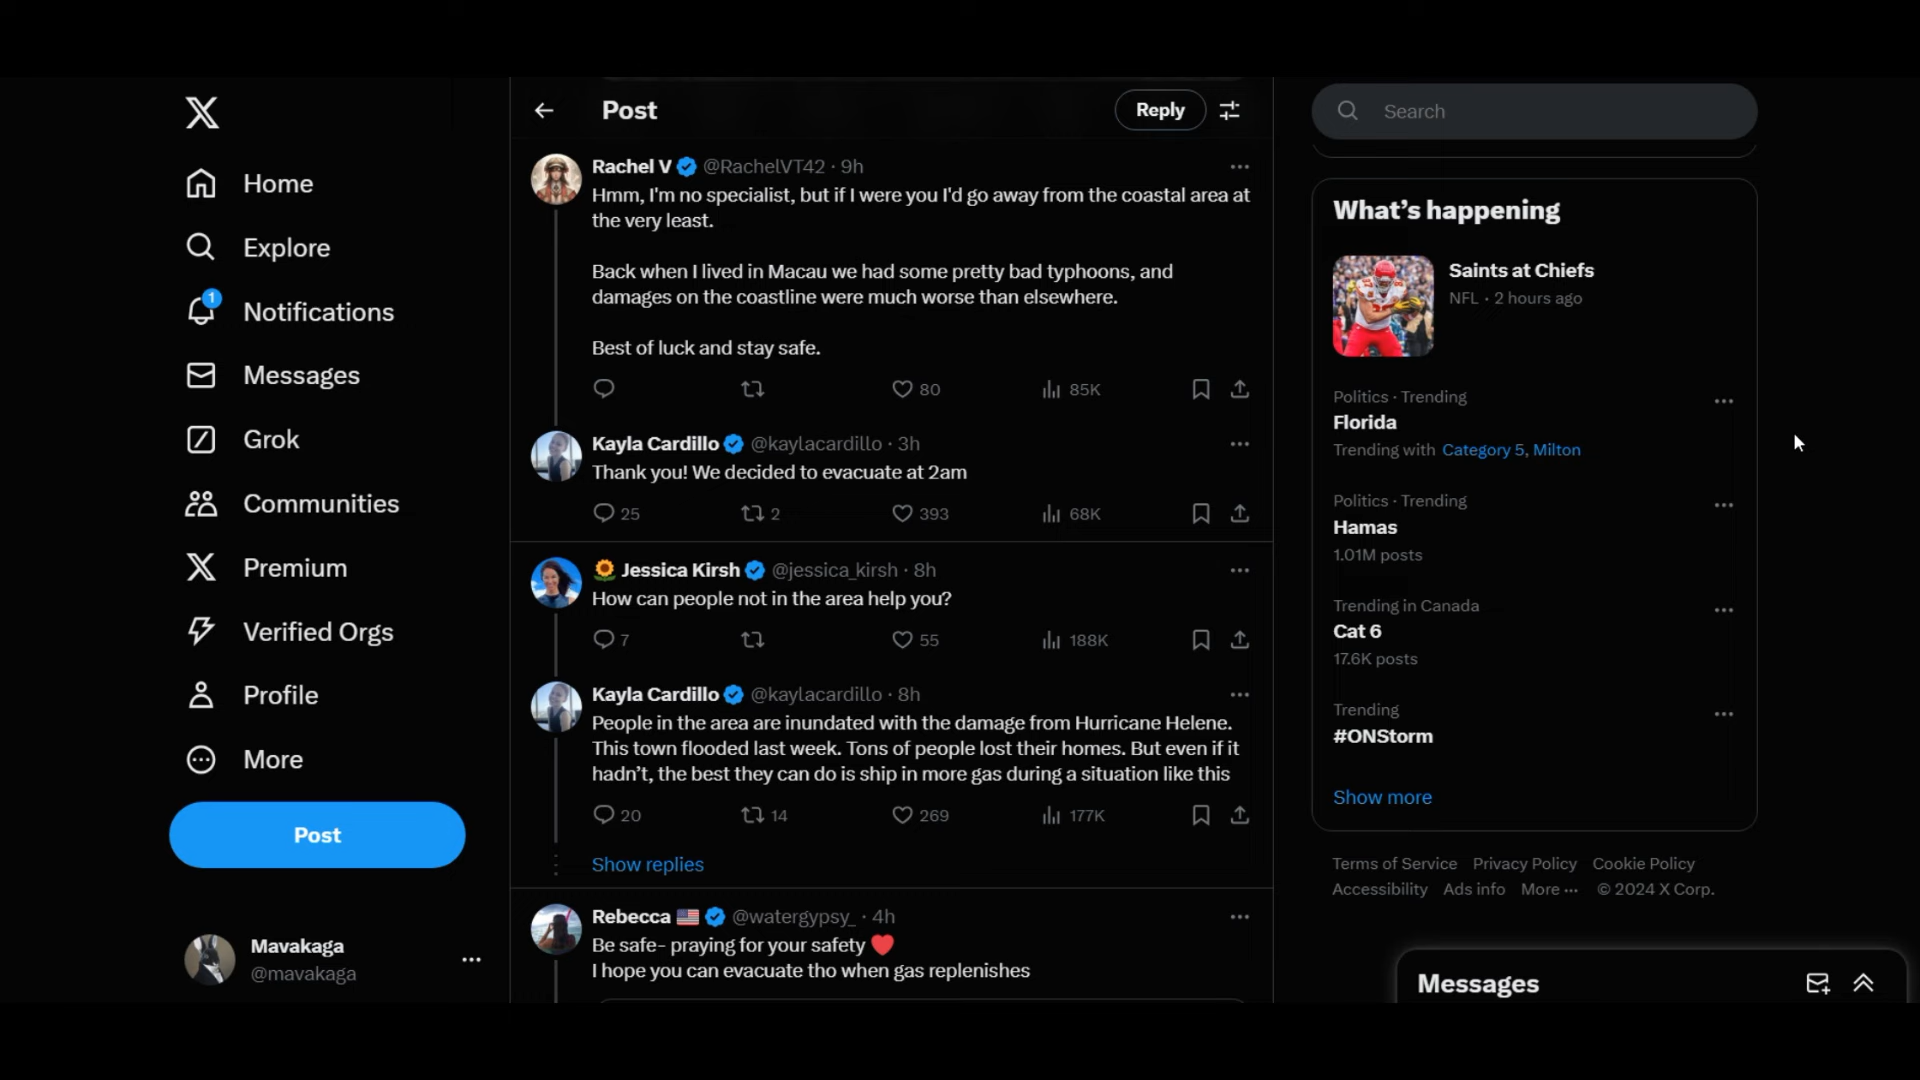 Home
Explore
1
Notifications
Messages
Grok
Communities
Premium
Verified Orgs
Profile
More
Post
Mavakaga
@mavakaga
Post
Reply
Rachel V @RachelVT42 · 9h
Hmm, I'm no specialist, but if I were you I'd go away from the coastal area at
the very least.
Back when I lived in Macau we had some pretty bad typhoons, and
damages on the coastline were much worse than elsewhere.
Best of luck and stay safe.
80 85K
Kayla Cardillo @kaylacardillo · 3h
Thank you! We decided to evacuate at 2am
25 2 393 68K
🌻 Jessica Kirsh @jessica_kirsh · 8h
How can people not in the area help you?
7 55 188K
Kayla Cardillo @kaylacardillo · 8h
People in the area are inundated with the damage from Hurricane Helene.
This town flooded last week. Tons of people lost their homes. But even if it
hadn’t, the best they can do is ship in more gas during a situation like this
20 14 269 177K
Show replies
Rebecca 🇺🇸 @watergypsy_ · 4h
Be safe- praying for your safety ❤️
I hope you can evacuate tho when gas replenishes
Search
What’s happening
Saints at Chiefs
NFL · 2 hours ago
Politics · Trending
Florida
Trending with Category 5, Milton
Politics · Trending
Hamas
1.01M posts
Trending in Canada
Cat 6
17.6K posts
Trending
#ONStorm
Show more
Terms of Service Privacy Policy Cookie Policy
Accessibility Ads info More ··· © 2024 X Corp.
Messages